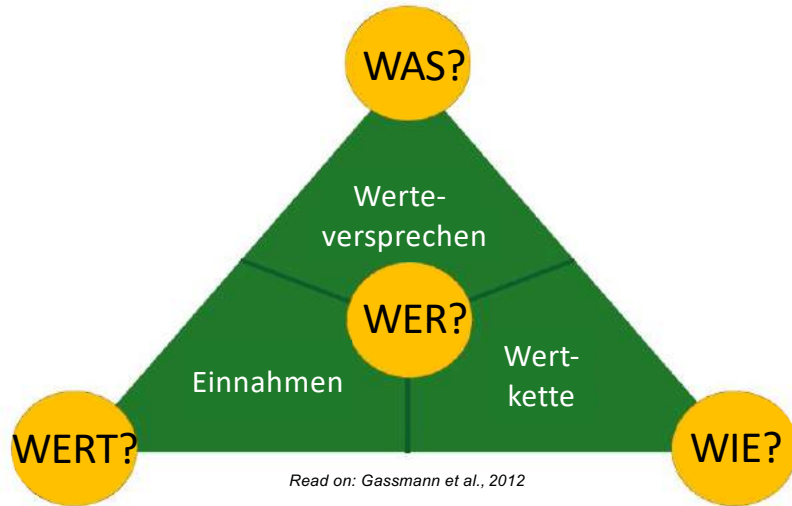 WAS?
Werte-
versprechen
WER?
Einnahmen
Wert-
kette
WERT?
WIE?
Read on: Gassmann et al., 2012